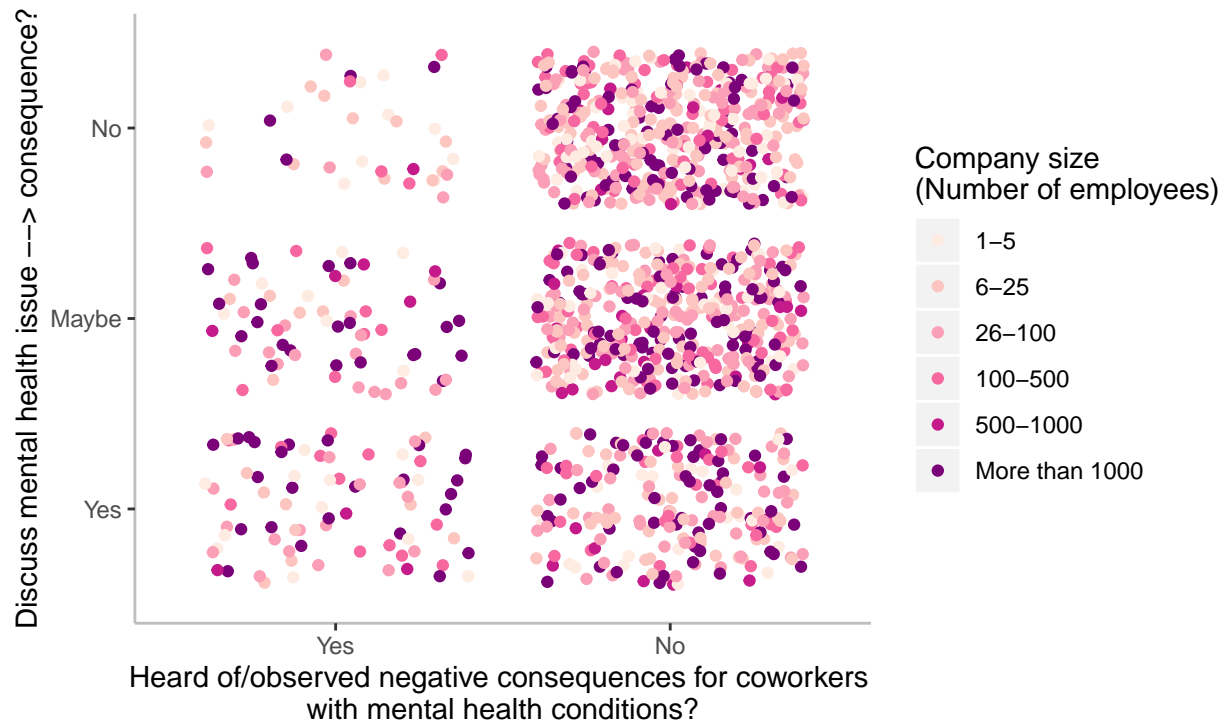 Discuss mental health issue −−> consequence?
No
Maybe
Yes
Yes
No
Heard of/observed negative consequences for coworkers
with mental health conditions?
Company size
(Number of employees)
1−5
6−25
26−100
100−500
500−1000
More than 1000